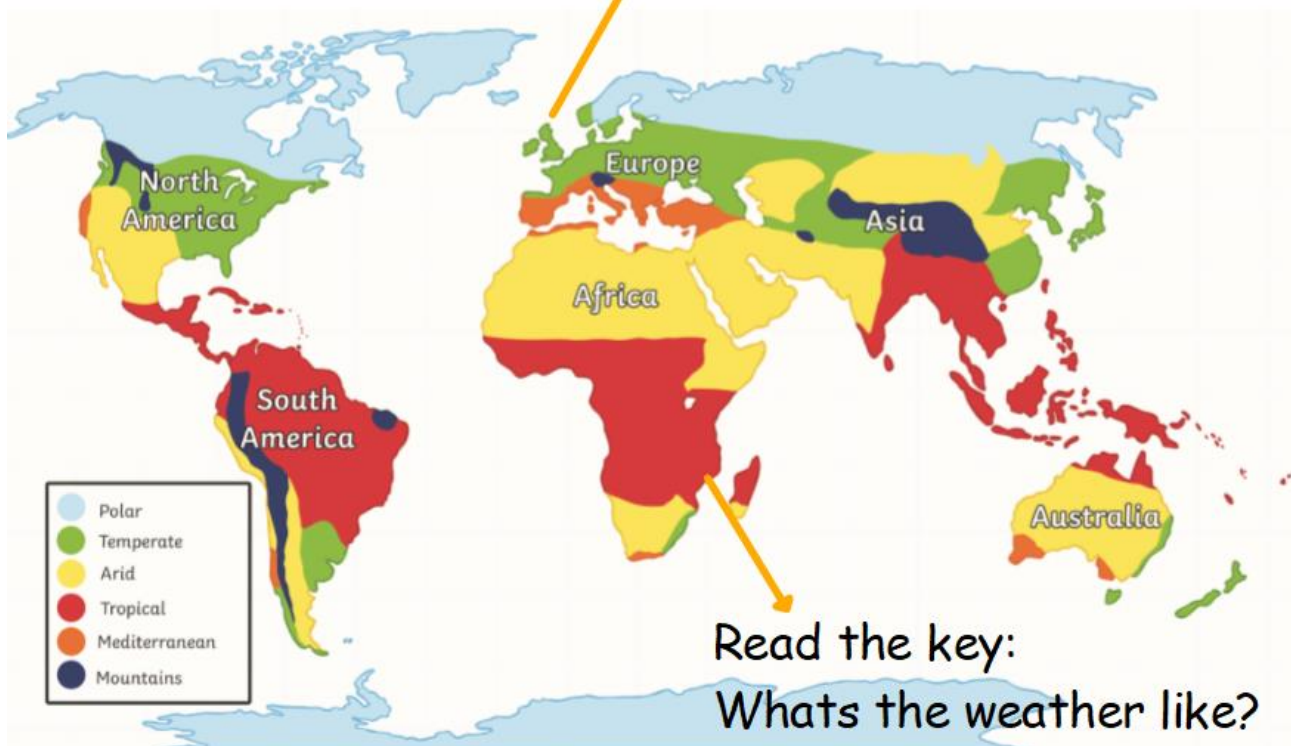 North
America
Europe
Asia
Africa
South
America
Australia
Polar
Temperate
Arid
Tropical
Mediterranean
Mountains
Read the key:
Whats the weather like?